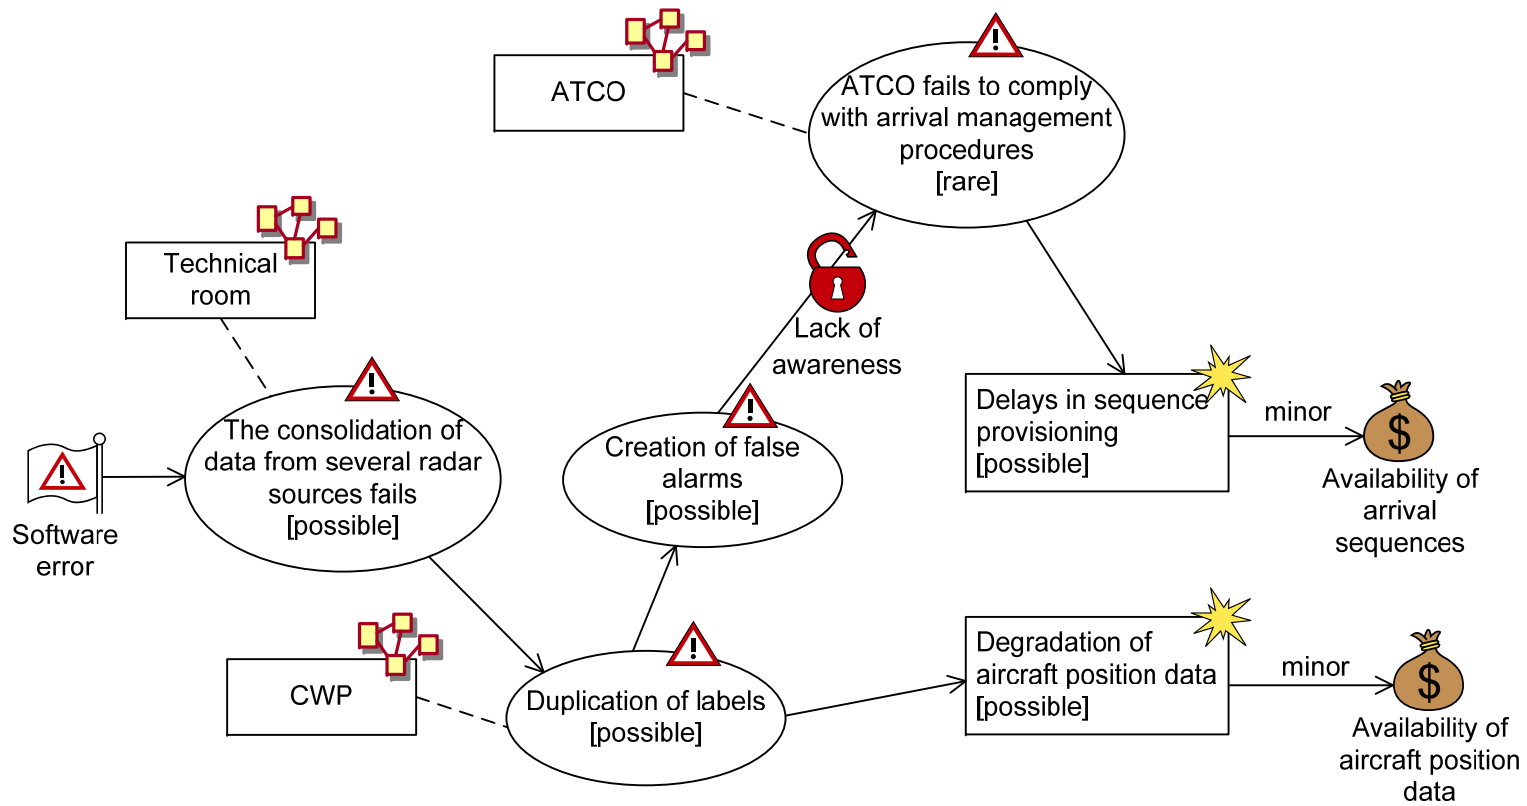 ATCO
ATCO fails to comply
with arrival management
procedures
[rare]
Technical
room
Lack of
awareness
Delays in sequence
provisioning
[possible]
minor
$
Availability of
arrival
sequences
The consolidation of
data from several radar
sources fails
[possible]
Software
error
Creation of false
alarms
[possible]
CWP
Duplication of labels
[possible]
Degradation of
aircraft position data
[possible]
minor
$
Availability of
aircraft position
data